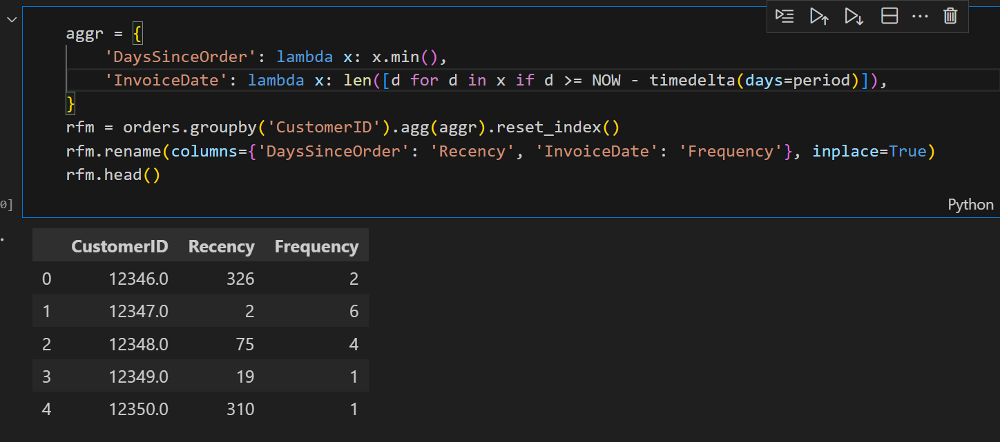 aggr = {
    'DaysSinceOrder': lambda x: x.min(),
    'InvoiceDate': lambda x: len([d for d in x if d >= NOW - timedelta(days=period)]),
}
rfm = orders.groupby('CustomerID').agg(aggr).reset_index()
rfm.rename(columns={'DaysSinceOrder': 'Recency', 'InvoiceDate': 'Frequency'}, inplace=True)
rfm.head()
0]
Python
CustomerID Recency Frequency
0 12346.0 326 2
1 12347.0 2 6
2 12348.0 75 4
3 12349.0 19 1
4 12350.0 310 1